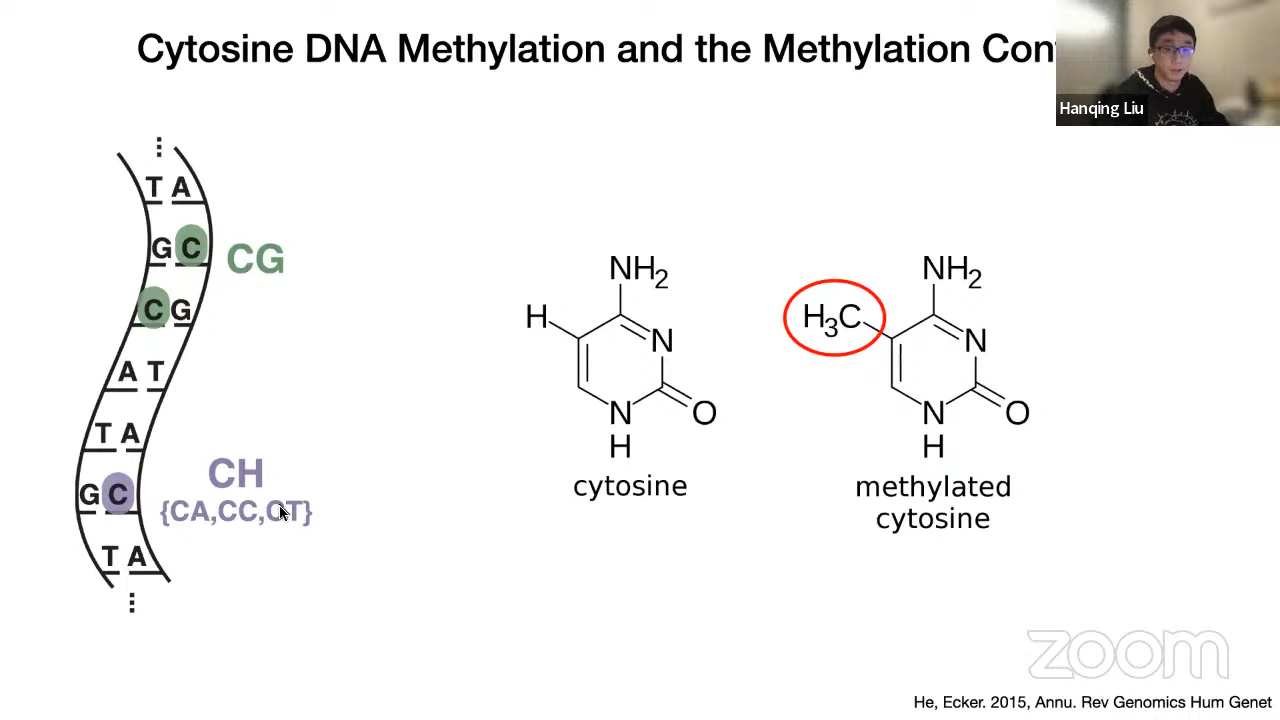 Cytosine DNA Methylation and the Methylation Con
Hanqing Liu
⋮
T A
G C
CG
C G
A T
T A
CH
G C
{CA,CC,CT}
T A
⋮
NH2
H
N
N
O
H
cytosine
NH2
H3C
N
N
O
H
methylated
cytosine
zoom
He, Ecker. 2015, Annu. Rev Genomics Hum Genet